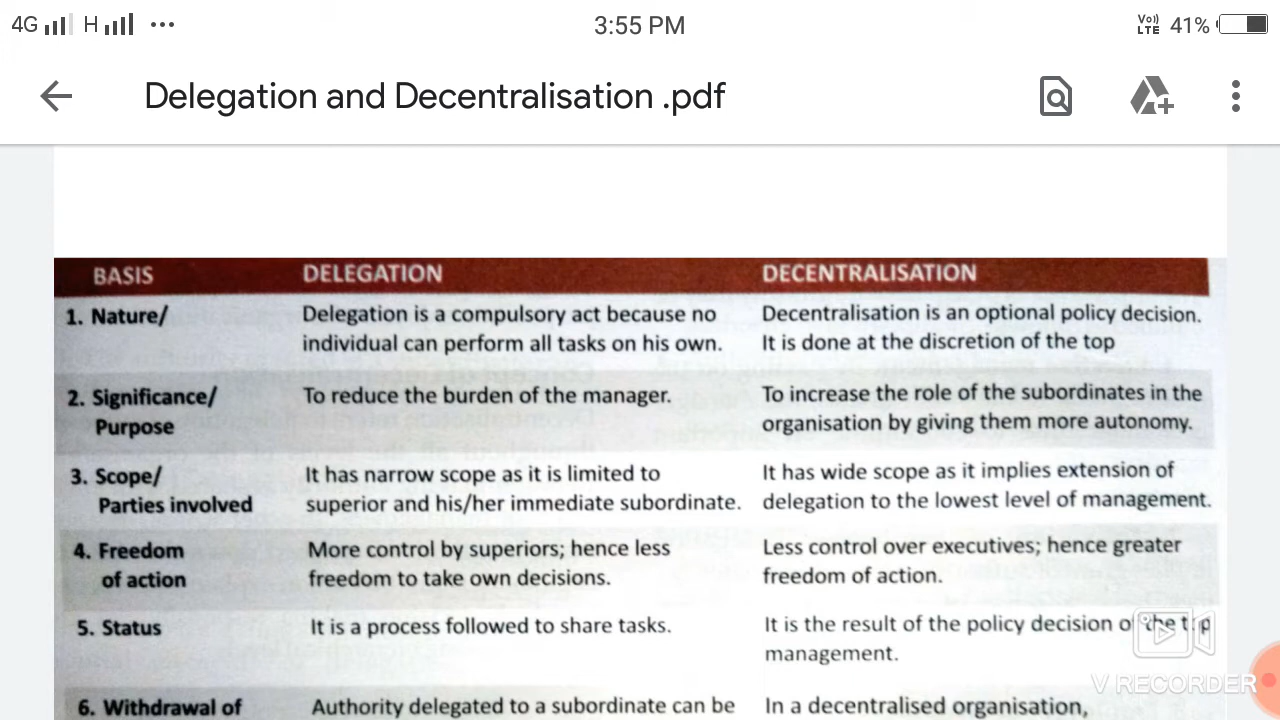 4G H ••• 3:55 PM Vo)) LTE 41%
Delegation and Decentralisation .pdf
BASIS DELEGATION DECENTRALISATION
1. Nature/ Delegation is a compulsory act because no Decentralisation is an optional policy decision.
individual can perform all tasks on his own. It is done at the discretion of the top
2. Significance/ To reduce the burden of the manager. To increase the role of the subordinates in the
Purpose organisation by giving them more autonomy.
3. Scope/ It has narrow scope as it is limited to It has wide scope as it implies extension of
Parties involved superior and his/her immediate subordinate. delegation to the lowest level of management.
4. Freedom More control by superiors; hence less Less control over executives; hence greater
of action freedom to take own decisions. freedom of action.
5. Status It is a process followed to share tasks. It is the result of the policy decision of the top
management.
V RECORDER
6. Withdrawal of Authority delegated to a subordinate can be In a decentralised organisation,